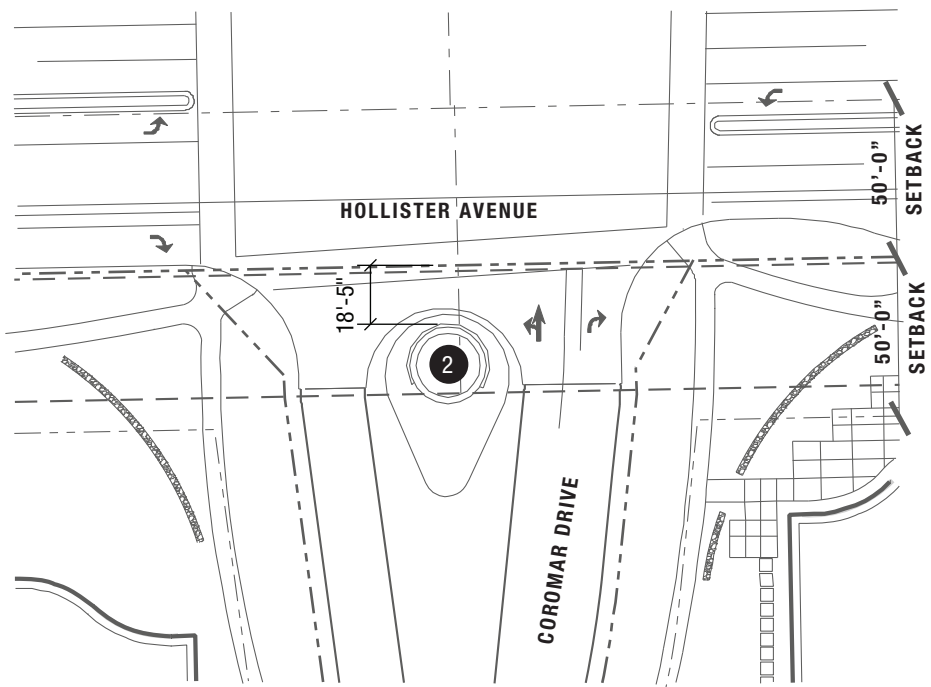 HOLLISTER AVENUE
50'-0"
SETBACK
18'-5"
2
50'-0"
SETBACK
COROMAR DRIVE